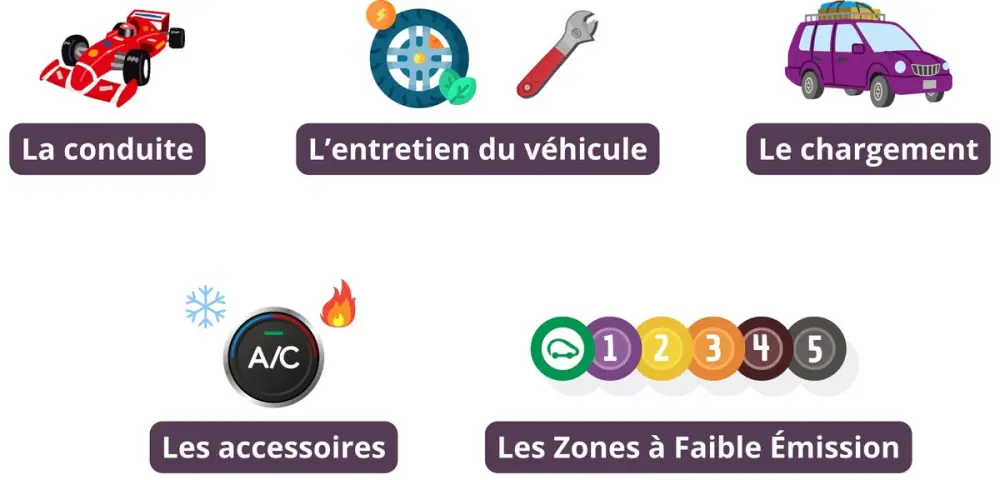 La conduite
L’entretien du véhicule
Le chargement
A/C
1 2 3 4 5
Les accessoires
Les Zones à Faible Émission